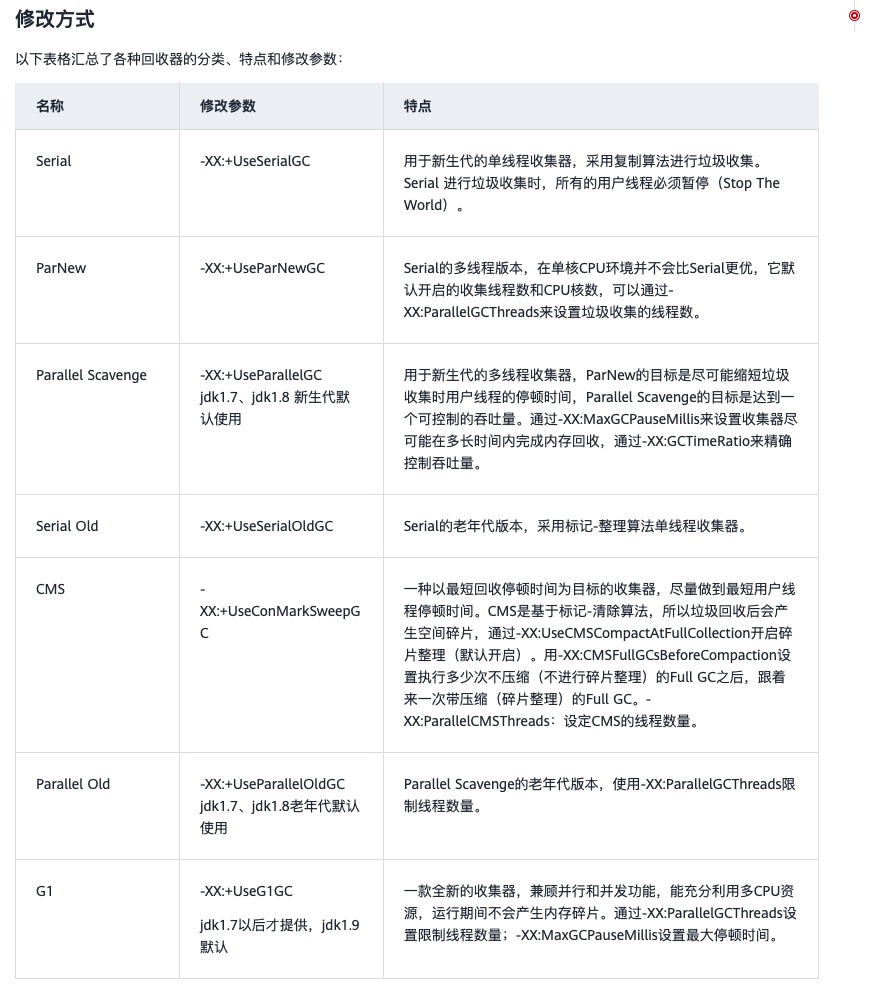 修改方式
以下表格汇总了各种回收器的分类、特点和修改参数：
名称
修改参数
特点
Serial
-XX:+UseSerialGC
用于新生代的单线程收集器，采用复制算法进行垃圾收集。
Serial 进行垃圾收集时，所有的用户线程必须暂停（Stop The
World）。
ParNew
-XX:+UseParNewGC
Serial的多线程版本，在单核CPU环境并不会比Serial更优，它默
认开启的收集线程数和CPU核数，可以通过-
XX:ParallelGCThreads来设置垃圾收集的线程数。
Parallel Scavenge
-XX:+UseParallelGC
jdk1.7、jdk1.8 新生代默
认使用
用于新生代的多线程收集器，ParNew的目标是尽可能缩短垃圾
收集时用户线程的停顿时间，Parallel Scavenge的目标是达到一
个可控制的吞吐量。通过-XX:MaxGCPauseMillis来设置收集器尽
可能在多长时间内完成内存回收，通过-XX:GCTimeRatio来精确
控制吞吐量。
Serial Old
-XX:+UseSerialOldGC
Serial的老年代版本，采用标记-整理算法单线程收集器。
CMS
-
XX:+UseConMarkSweepG
C
一种以最短回收停顿时间为目标的收集器，尽量做到最短用户线
程停顿时间。CMS是基于标记-清除算法，所以垃圾回收后会产
生空间碎片，通过-XX:UseCMSCompactAtFullCollection开启碎
片整理（默认开启）。用-XX:CMSFullGCsBeforeCompaction设
置执行多少次不压缩（不进行碎片整理）的Full GC之后，跟着
来一次带压缩（碎片整理）的Full GC。-
XX:ParallelCMSThreads：设定CMS的线程数量。
Parallel Old
-XX:+UseParallelOldGC
jdk1.7、jdk1.8老年代默认
使用
Parallel Scavenge的老年代版本，使用-XX:ParallelGCThreads限
制线程数量。
G1
-XX:+UseG1GC
jdk1.7以后才提供，jdk1.9
默认
一款全新的收集器，兼顾并行和并发功能，能充分利用多CPU资
源，运行期间不会产生内存碎片。通过-XX:ParallelGCThreads设
置限制线程数量；-XX:MaxGCPauseMillis设置最大停顿时间。